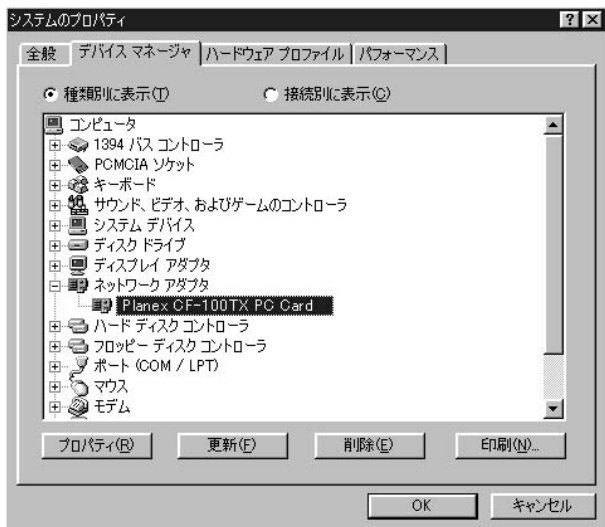 システムのプロパティ
全般 デバイス マネージャ ハードウェア プロファイル パフォーマンス
種類別に表示(T) 接続別に表示(C)
コンピュータ
1394 バス コントローラ
PCMCIA ソケット
キーボード
サウンド、ビデオ、およびゲームのコントローラ
システム デバイス
ディスク ドライブ
ディスプレイ アダプタ
ネットワーク アダプタ
Planex CF-100TX PC Card
ハード ディスク コントローラ
フロッピー ディスク コントローラ
ポート (COM / LPT)
マウス
モデム
プロパティ(R) 更新(F) 削除(E) 印刷(N)...
OK キャンセル